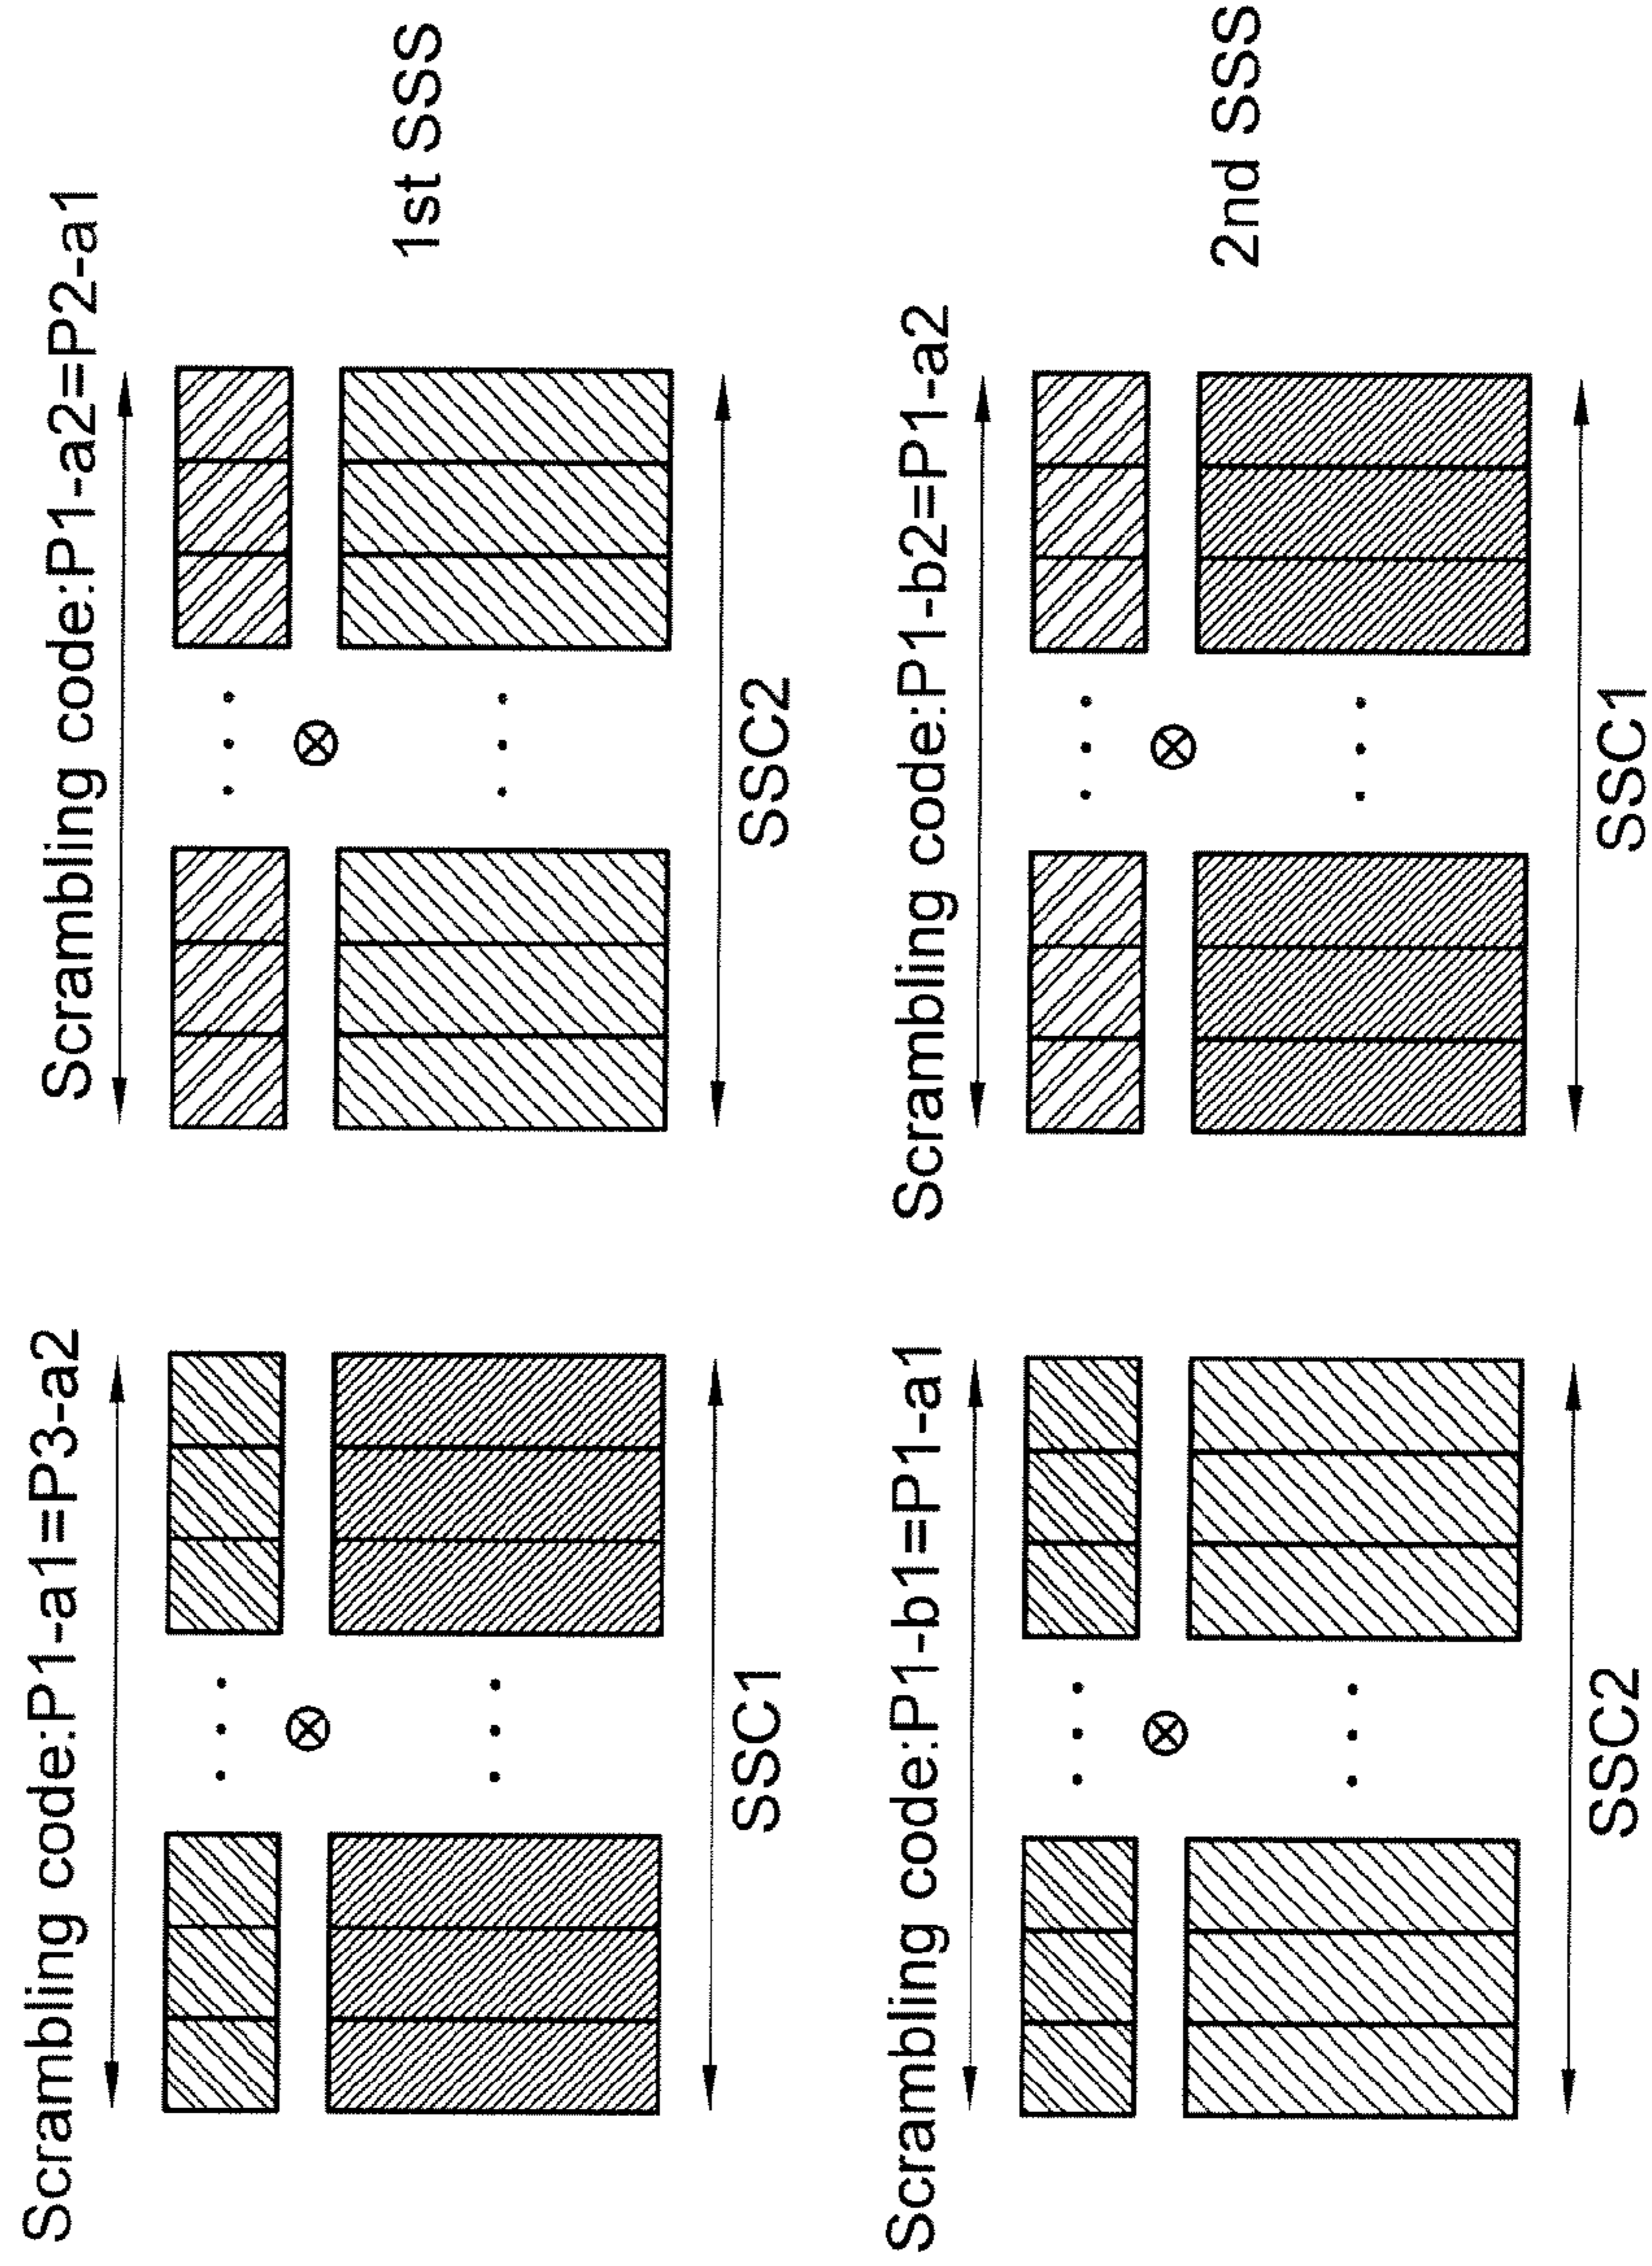 Scrambling code:P1-a1=P3-a2
Scrambling code:P1-a2=P2-a1
1st SSS
SSC1
SSC2
Scrambling code:P1-b1=P1-a1
Scrambling code:P1-b2=P1-a2
2nd SSS
SSC2
SSC1